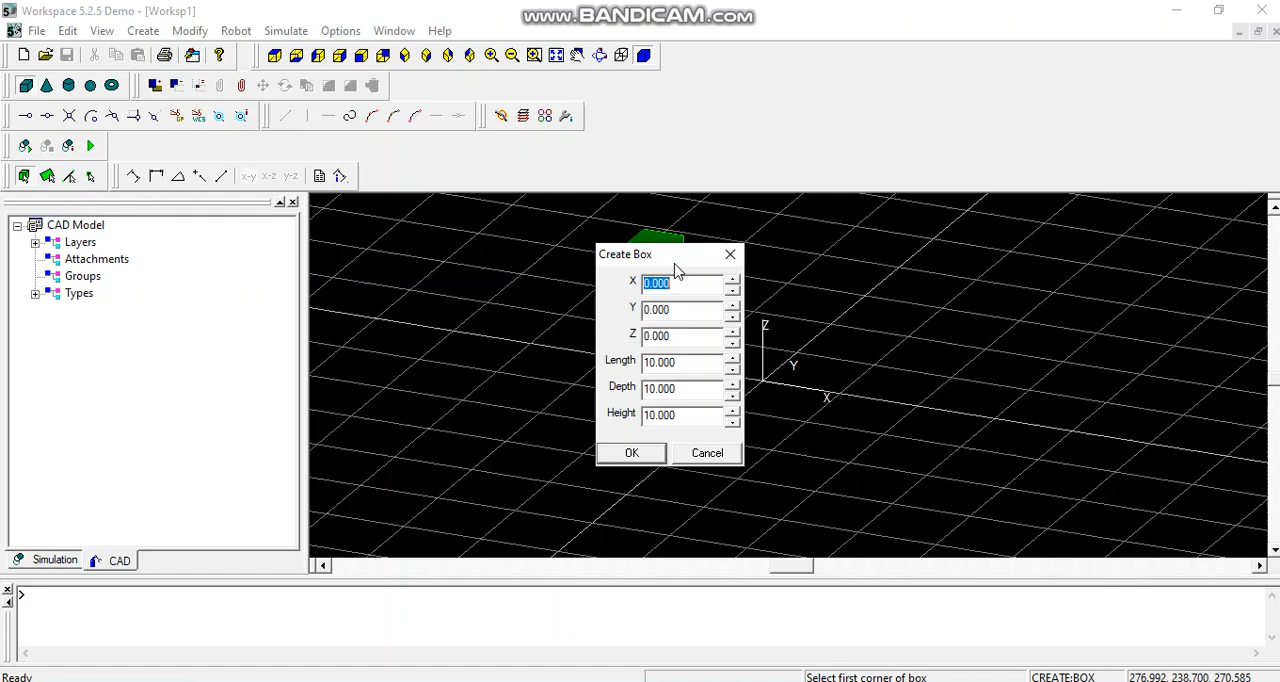 Workspace 5.2.5 Demo - [Worksp1]
www.BANDICAM.com
File Edit View Create Modify Robot Simulate Options Window Help
x-y x-z y-z
CAD Model
Layers
Attachments
Groups
Types
Create Box
X 0.000
Y 0.000
Z 0.000
Length 10.000
Depth 10.000
Height 10.000
OK Cancel
Z
Y
X
Simulation CAD
>
Ready Select first corner of box CREATE:BOX 276.992, 238.700, 270.585